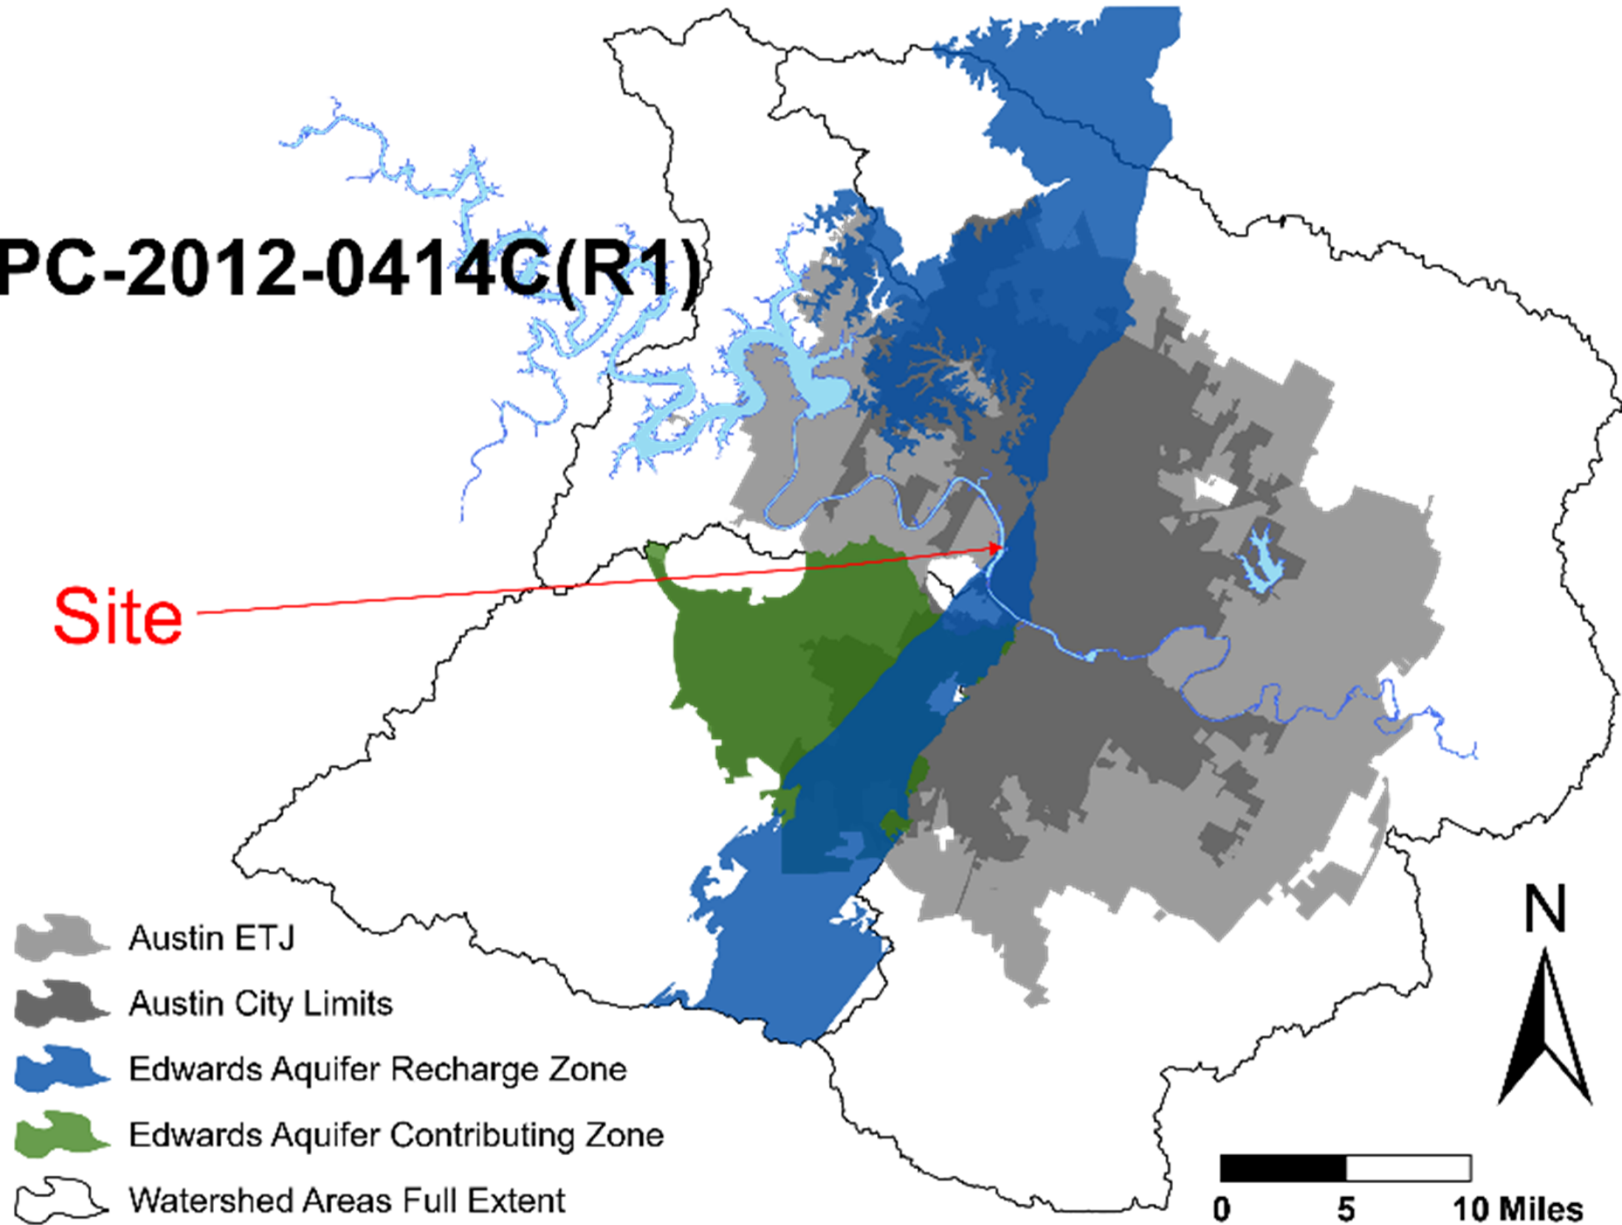 PC-2012-0414C(R1)
Site
Austin ETJ
Austin City Limits
Edwards Aquifer Recharge Zone
Edwards Aquifer Contributing Zone
Watershed Areas Full Extent
N
0 5 10 Miles